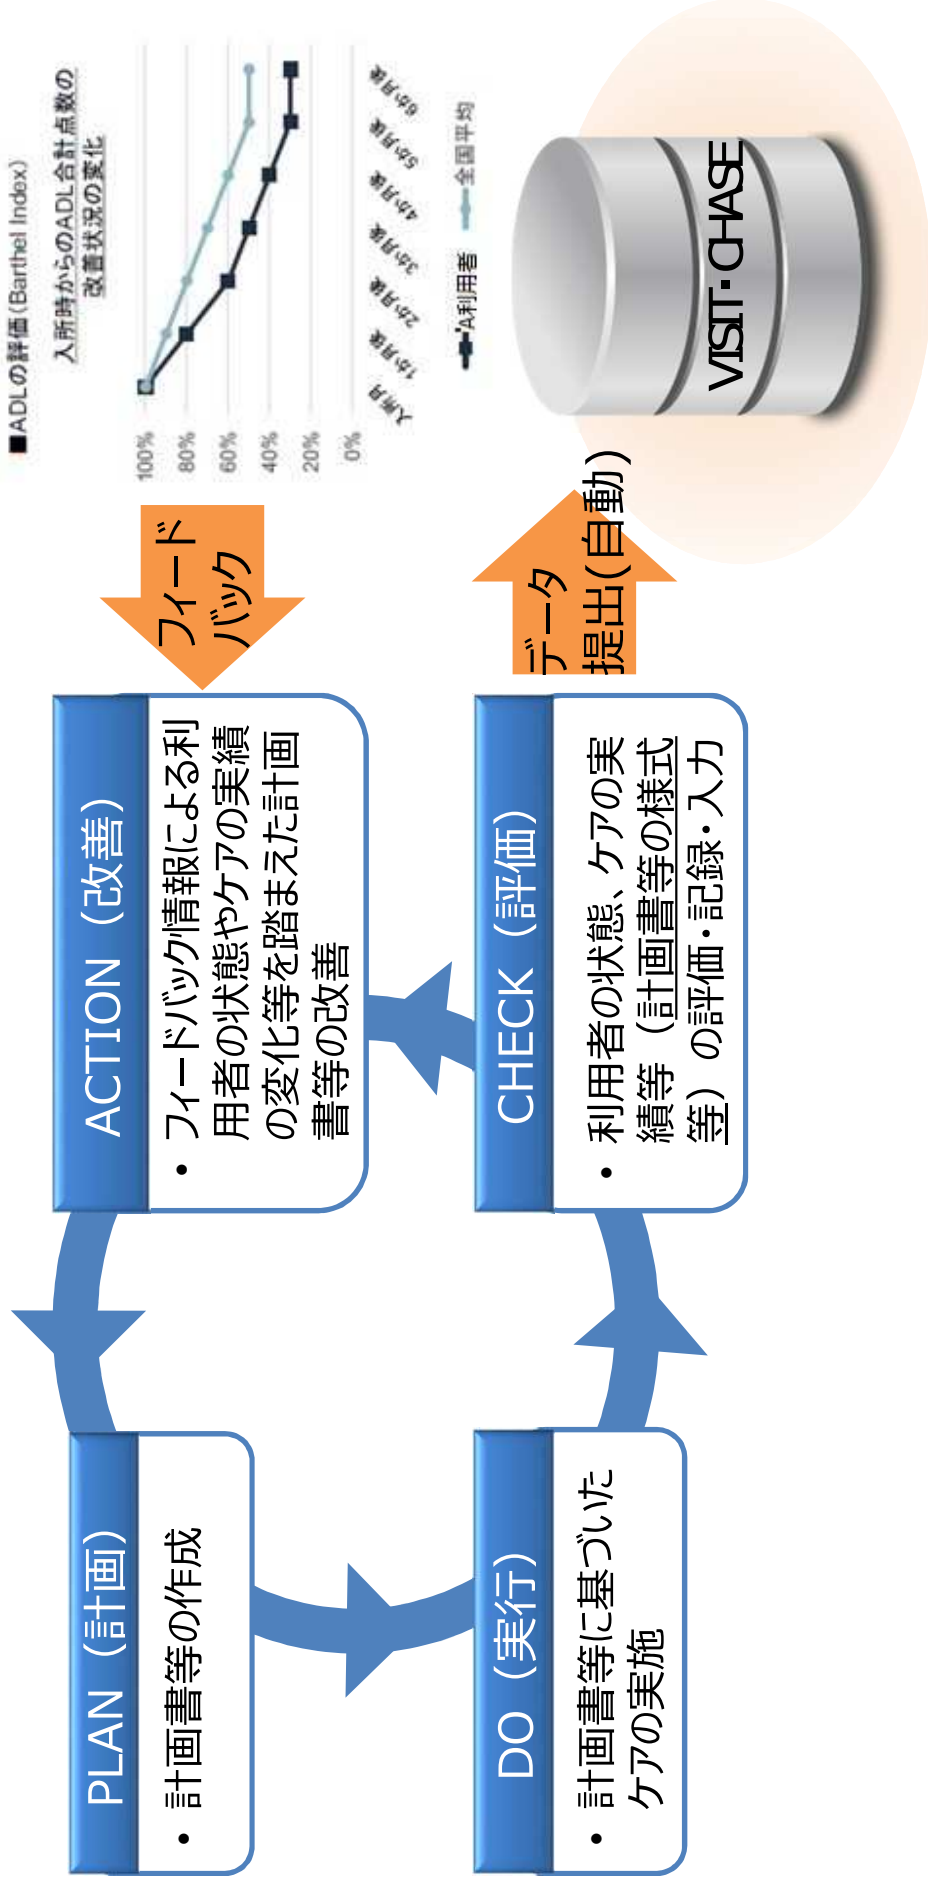 PLAN（計画）
• 計画書等の作成
ACTION（改善）
• フィードバック情報による利
用者の状態やケアの実績
の変化等を踏まえた計画
書等の改善
フィード
バック
■ADLの評価(Barthel Index)
入所時からのADL合計点数の
改善状況の変化
100%
80%
60%
40%
20%
0%
入所月
1か月後
2か月後
3か月後
4か月後
5か月後
6か月後
A利用者
全国平均
DO（実行）
• 計画書等に基づいた
ケアの実施
CHECK（評価）
• 利用者の状態、ケアの実
績等（計画書等の様式
等）の評価・記録・入力
データ
提出(自動)
VISIT・CHASE